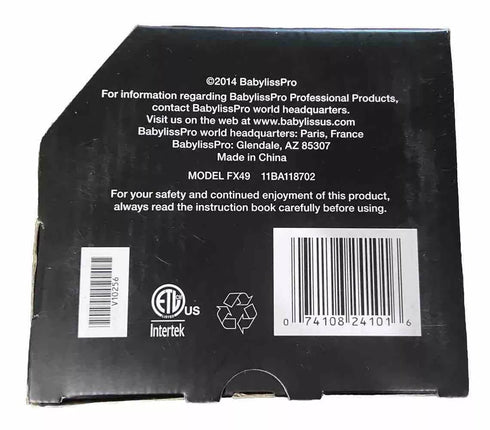 ©2014 BabylissPro
For information regarding BabylissPro Professional Products,
contact BabylissPro world headquarters.
Visit us on the web at www.babylissus.com
BabylissPro world headquarters: Paris, France
BabylissPro: Glendale, AZ 85307
Made in China
MODEL FX49 11BA118702
For your safety and continued enjoyment of this product,
always read the instruction book carefully before using.
V10256
ETL
LISTED
US
Intertek
0 74108 24101 6